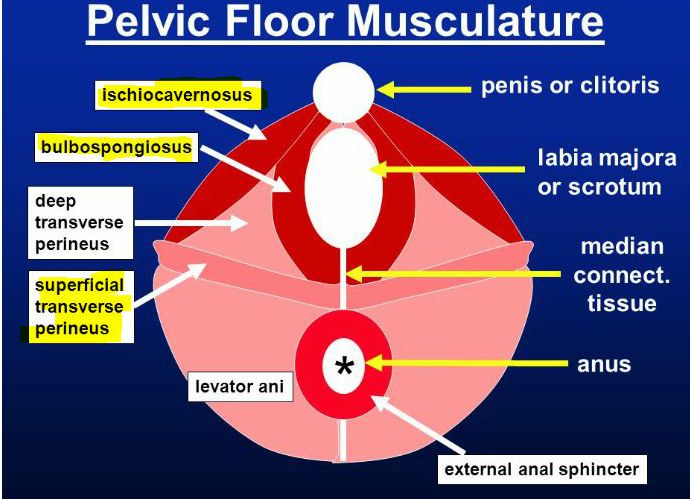 Pelvic Floor Musculature
ischiocavernosus
penis or clitoris
bulbospongiosus
labia majora
or scrotum
deep
transverse
perineus
median
connect.
tissue
superficial
transverse
perineus
anus
*
levator ani
external anal sphincter